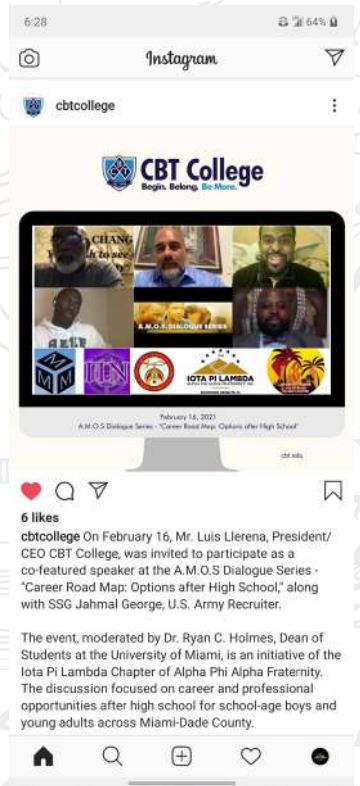 6:28
64%
Instagram
cbtcollege
CBT College
Begin. Belong. Be More.
CHANG
h to see
A.M.O.S DIALOGUE SERIES
IOTA PI LAMBDA
February 16, 2021
A.M.O.S Dialogue Series - "Career Road Map: Options after High School"
cbt.edu
6 likes
cbtcollege On February 16, Mr. Luis Llerena, President/
CEO CBT College, was invited to participate as a
co-featured speaker at the A.M.O.S Dialogue Series -
"Career Road Map: Options after High School," along
with SSG Jahmal George, U.S. Army Recruiter.
The event, moderated by Dr. Ryan C. Holmes, Dean of
Students at the University of Miami, is an initiative of the
Iota Pi Lambda Chapter of Alpha Phi Alpha Fraternity.
The discussion focused on career and professional
opportunities after high school for school-age boys and
young adults across Miami-Dade County.